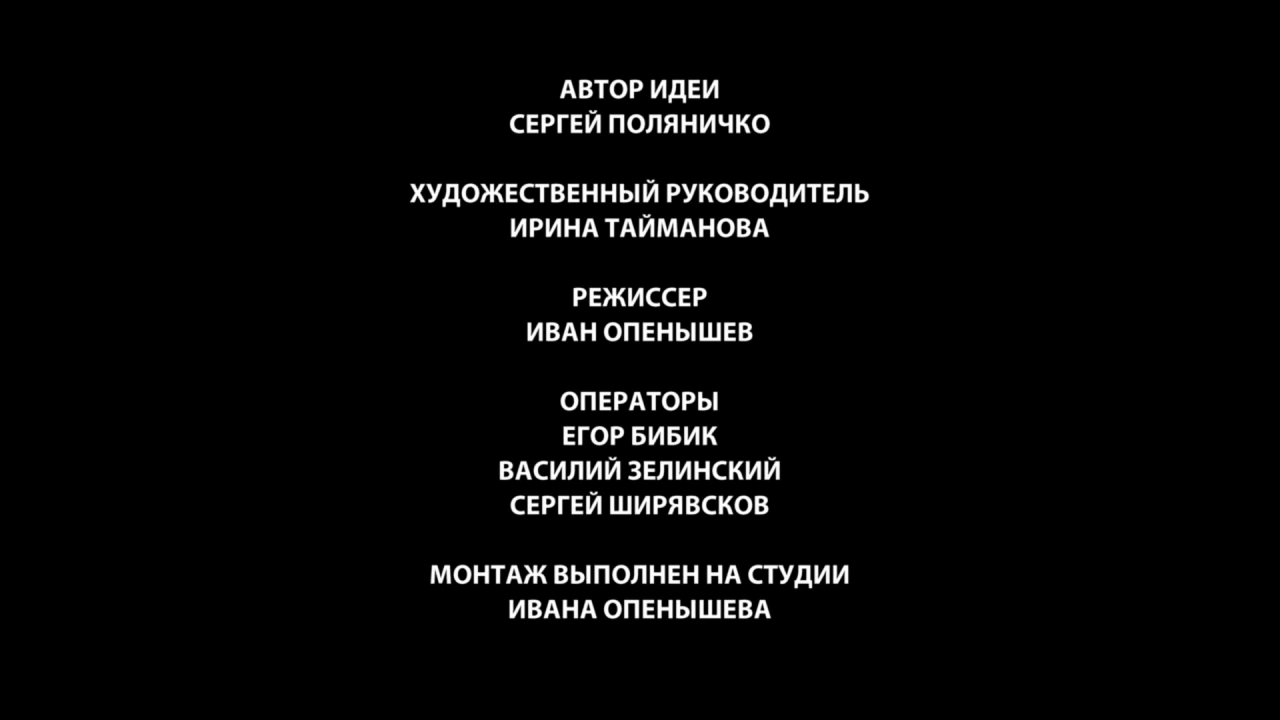 АВТОР ИДЕИ
СЕРГЕЙ ПОЛЯНИЧКО
ХУДОЖЕСТВЕННЫЙ РУКОВОДИТЕЛЬ
ИРИНА ТАЙМАНОВА
РЕЖИССЕР
ИВАН ОПЕНЫШЕВ
ОПЕРАТОРЫ
ЕГОР БИБИК
ВАСИЛИЙ ЗЕЛИНСКИЙ
СЕРГЕЙ ШИРЯВСКОВ
МОНТАЖ ВЫПОЛНЕН НА СТУДИИ
ИВАНА ОПЕНЫШЕВА